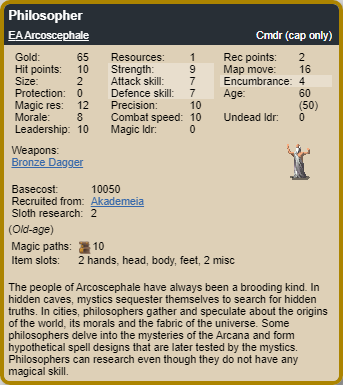 Philosopher
EA Arcoscephale Cmdr (cap only)
Gold: 65 Resources: 1 Rec points: 2
Hit points: 10 Strength: 9 Map move: 16
Size: 2 Attack skill: 7 Encumbrance: 4
Protection: 0 Defence skill: 7 Age: 60
Magic res: 12 Precision: 10 (50)
Morale: 8 Combat speed: 10 Undead ldr: 0
Leadership: 10 Magic ldr: 0
Weapons:
Bronze Dagger
Basecost: 10050
Recruited from: Akademeia
Sloth research: 2
(Old-age)
Magic paths: 10
Item slots: 2 hands, head, body, feet, 2 misc
The people of Arcoscephale have always been a brooding kind. In
hidden caves, mystics sequester themselves to search for hidden
truths. In cities, philosophers gather and speculate about the origins
of the world, its morals and the fabric of the universe. Some
philosophers delve into the mysteries of the Arcana and form
hypothetical spell designs that are later tested by the mystics.
Philosophers can research even though they do not have any
magical skill.